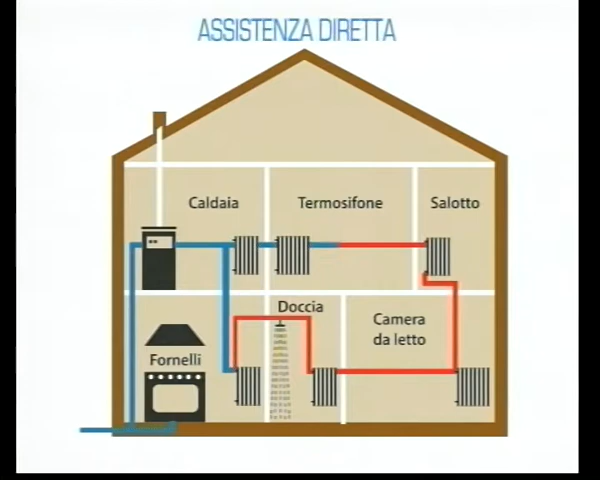 ASSISTENZA DIRETTA
Caldaia
Termosifone
Salotto
Doccia
Camera
da letto
Fornelli